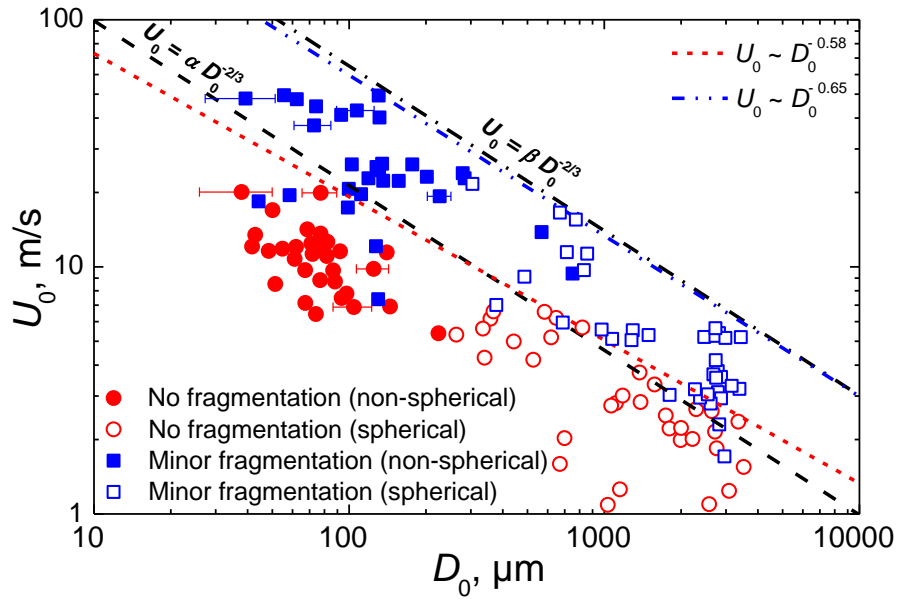 100
10
1
U₀, m/s
U₀ = α D₀^-2/3
U₀ = β D₀^-2/3
U₀ ~ D₀^-0.58
U₀ ~ D₀^-0.65
No fragmentation (non-spherical)
No fragmentation (spherical)
Minor fragmentation (non-spherical)
Minor fragmentation (spherical)
10 100 1000 10000
D₀, µm